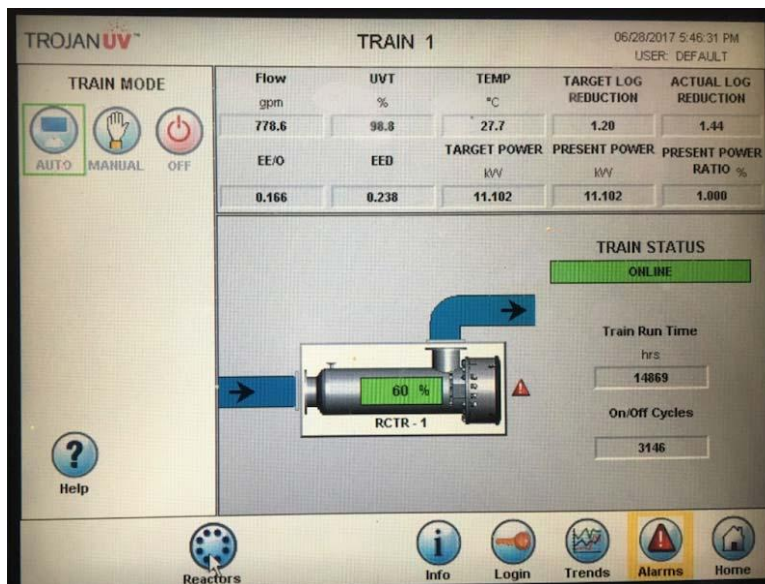 TROJANUV™
TRAIN 1
06/28/2017 5:46:31 PM
USER: DEFAULT
TRAIN MODE
AUTO MANUAL OFF
Flow UVT TEMP TARGET LOG REDUCTION ACTUAL LOG REDUCTION
gpm % °C
778.6 98.8 27.7 1.20 1.44
EE/O EED TARGET POWER PRESENT POWER PRESENT POWER RATIO %
kW kW
0.166 0.238 11.102 11.102 1.000
TRAIN STATUS
ONLINE
Train Run Time
hrs
14869
60 %
RCTR - 1
On/Off Cycles
3146
Help
Reactors
Info
Login
Trends
Alarms
Home